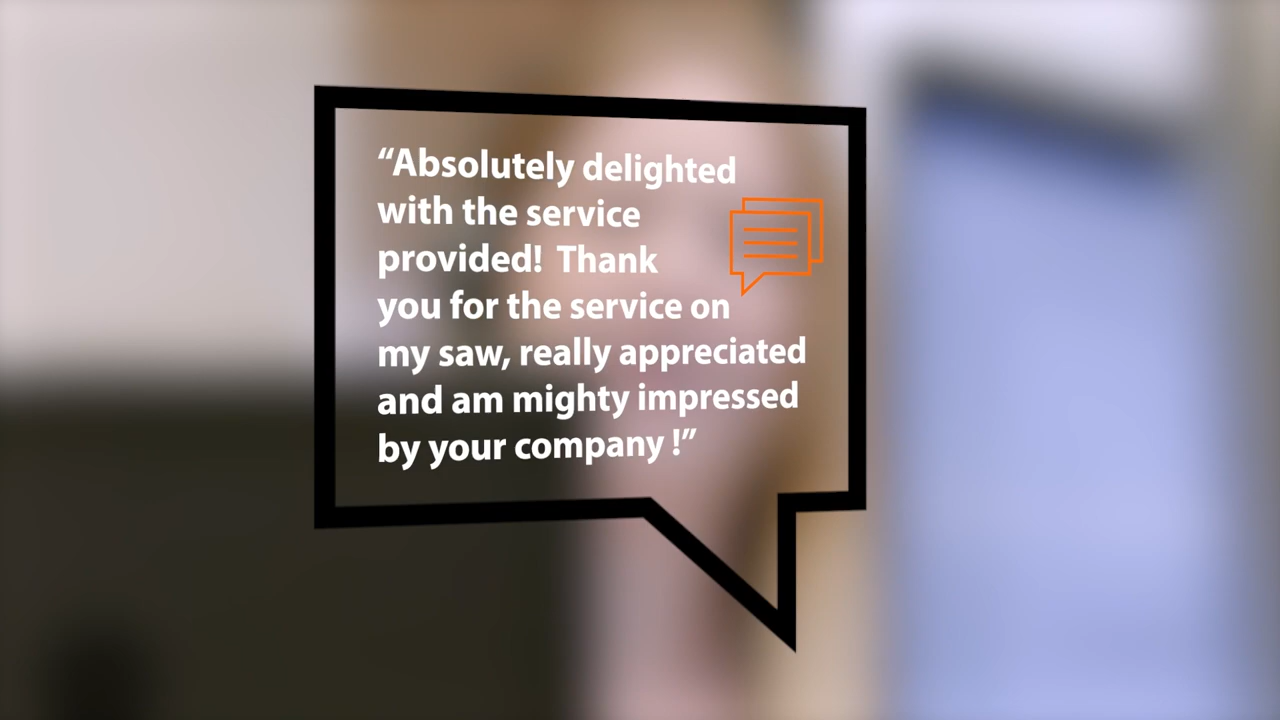 “Absolutely delighted
with the service
provided!  Thank
you for the service on
my saw, really appreciated
and am mighty impressed
by your company !”